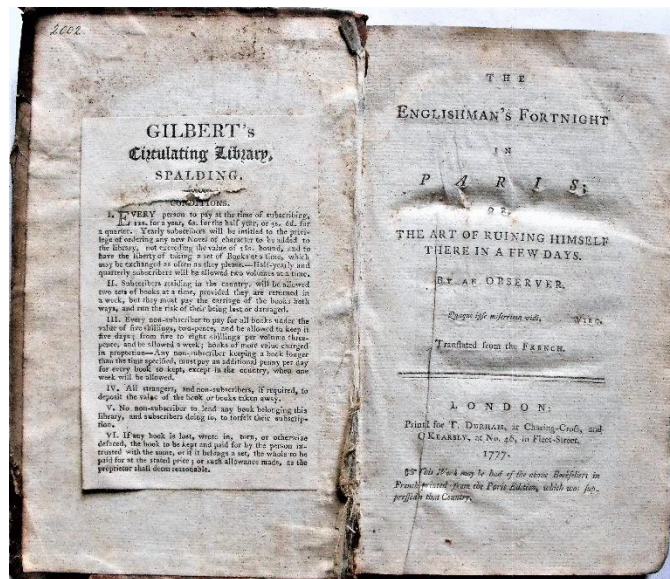 2002
GILBERT's
Circulating Library,
SPALDING.
CONDITIONS.
I. EVERY person to pay at the time of subscribing,
12s. for a year, 6s. for the half year, or 3s. 6d. for
a quarter. Yearly subscribers will be intitled to the privi-
lege of ordering any new Novel of character to be added to
the library, not exceeding the value of 15s. bound, and to
have the liberty of taking a set of Books at a time, which
may be exchanged as often as they please.—Half-yearly and
quarterly subscribers will be allowed two volumes at a time.
II. Subscribers residing in the country, will be allowed
two sets of books at a time, provided they are returned in
a week, but they must pay the carriage of the books both
ways, and run the risk of their being lost or damaged.
III. Every non-subscriber to pay for all books under the
value of five shillings, two-pence, and be allowed to keep it
five days; from five to eight shillings per volume three-
pence, and be allowed a week; books of more value charged
in proportion—Any non-subscriber keeping a book longer
than the time specified, must pay an additional penny per day
for every book so kept, except in the country, when one
week will be allowed.
IV. All strangers, and non-subscribers, if required, to
deposit the value of the book or books taken away.
V. No non-subscriber to lend any book belonging this
library, and subscribers doing so, to forfeit their subscrip-
tion.
VI. If any book is lost, wrote in, torn, or otherwise
defaced, the book to be kept and paid for by the person in-
trusted with the same, or if it belongs a set, the whole to be
paid for at the stated price; or such allowance made, as the
proprietor shall deem reasonable.
THE
ENGLISHMAN'S FORTNIGHT
IN
PARIS;
OR,
THE ART OF RUINING HIMSELF
THERE IN A FEW DAYS.
BY AN OBSERVER.
Quæque ipse miserrima vidi, VIRG.
Translated from the FRENCH.
LONDON:
Printed for T. DURHAM, at Charing-Cross, and
G. KEARSLY, at No. 46, in Fleet-Street.
1777.
This Work may be had of the above Booksellers in
French printed from the Paris Edition, which was sup-
pressed in that Country.